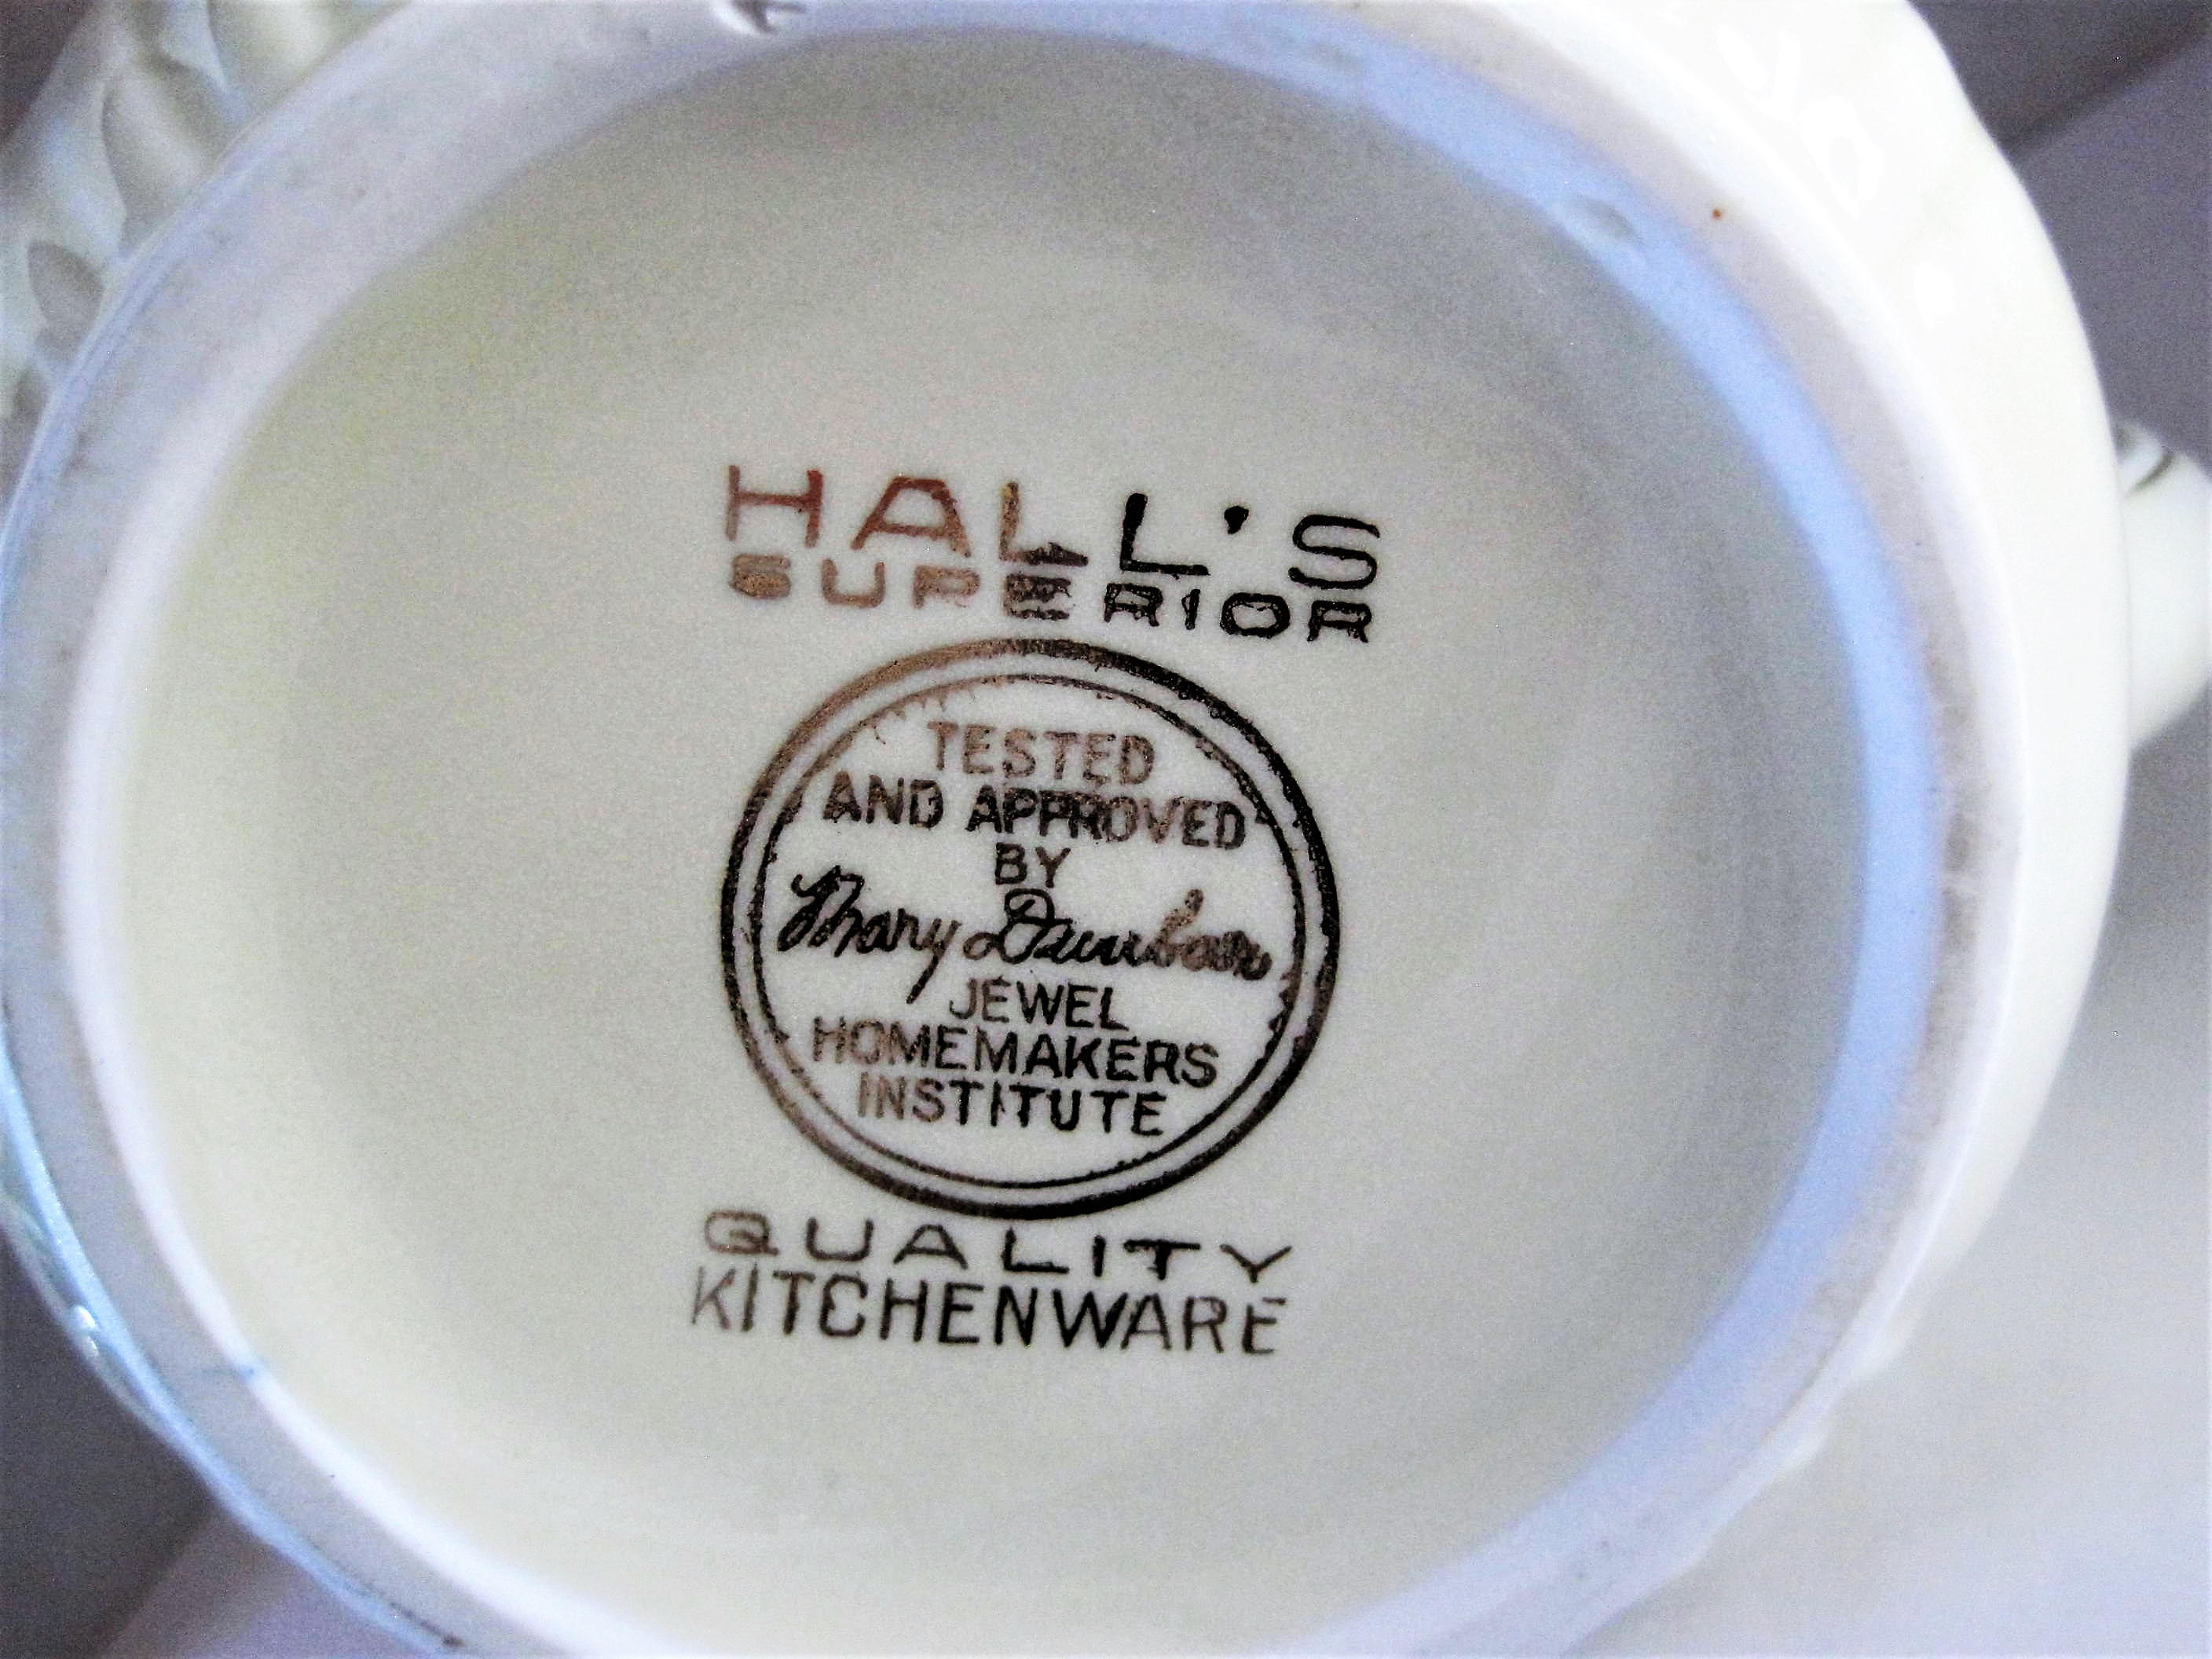 HALL'S
SUPERIOR
TESTED
AND APPROVED
BY
Mary Dunbar
JEWEL
HOMEMAKERS
INSTITUTE
QUALITY
KITCHENWARE